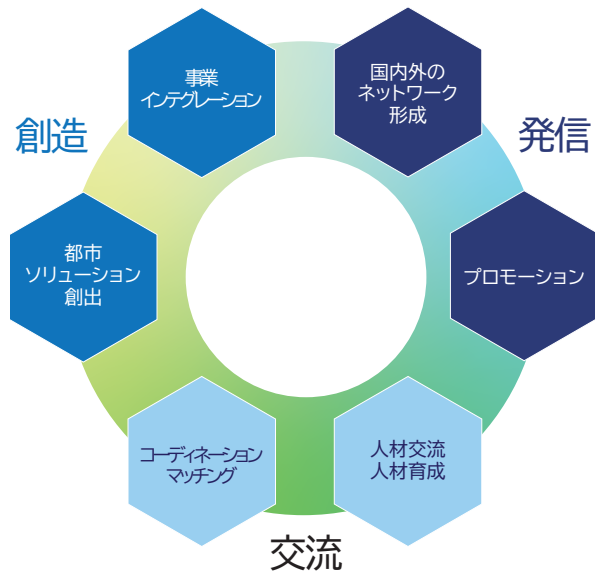 事業
インテグレーション
国内外の
ネットワーク
形成
創造
発信
都市
ソリューション
創出
プロモーション
コーディネーション
マッチング
人材交流
人材育成
交流